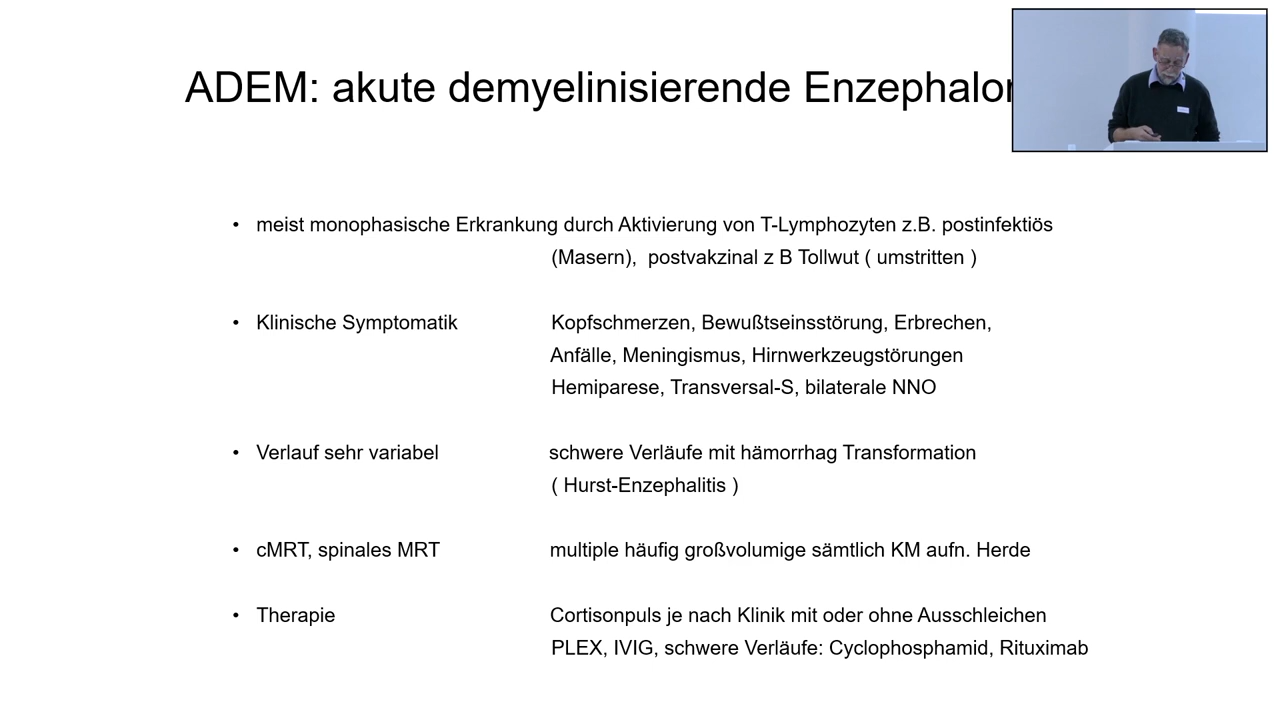 ADEM: akute demyelinisierende
• meist monophasische Erkrankung durch Aktivierung von T-Lymphozyten z.B. postinfektiös
(Masern), postvakzinal z B Tollwut ( umstritten )
• Klinische Symptomatik Kopfschmerzen, Bewußtseinsstörung, Erbrechen,
Anfälle, Meningismus, Hirnwerkzeugstörungen
Hemiparese, Transversal-S, bilaterale NNO
• Verlauf sehr variabel schwere Verläufe mit hämorrhag Transformation
( Hurst-Enzephalitis )
• cMRT, spinales MRT multiple häufig großvolumige sämtlich KM aufn. Herde
• Therapie Cortisonpuls je nach Klinik mit oder ohne Ausschleichen
PLEX, IVIG, schwere Verläufe: Cyclophosphamid, Rituximab